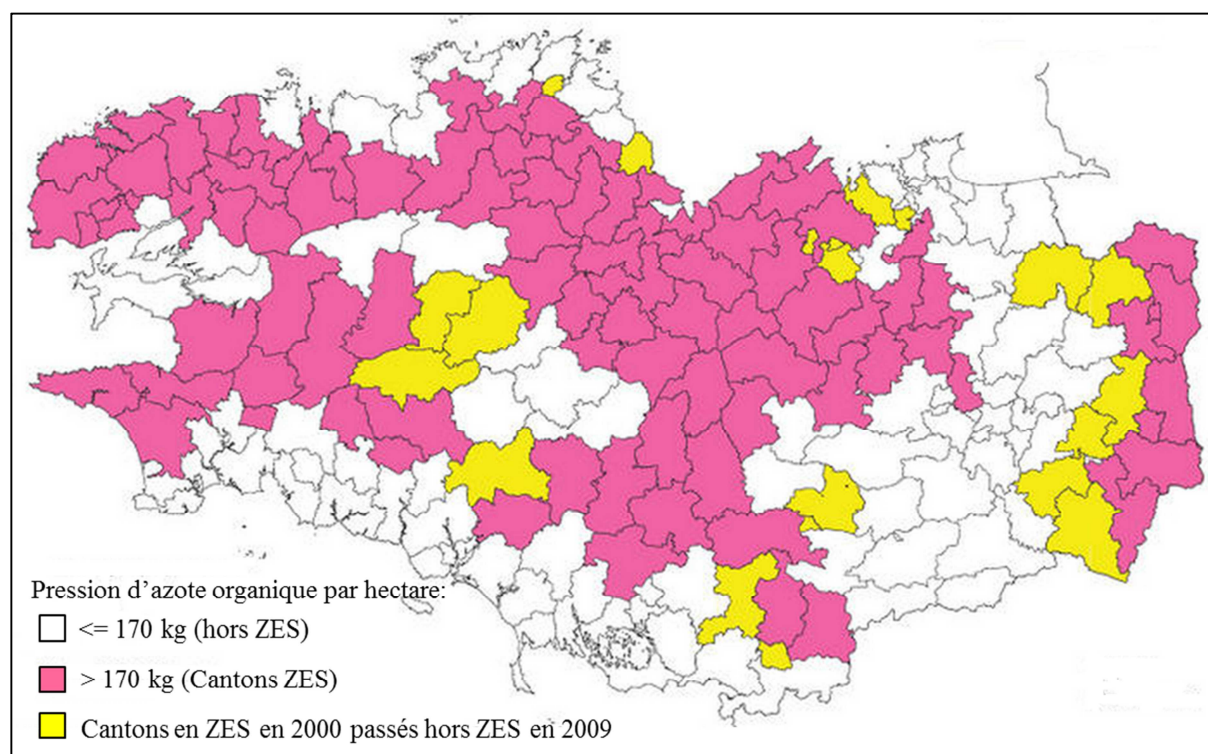 Pression d’azote organique par hectare:
<= 170 kg (hors ZES)
> 170 kg (Cantons ZES)
Cantons en ZES en 2000 passés hors ZES en 2009